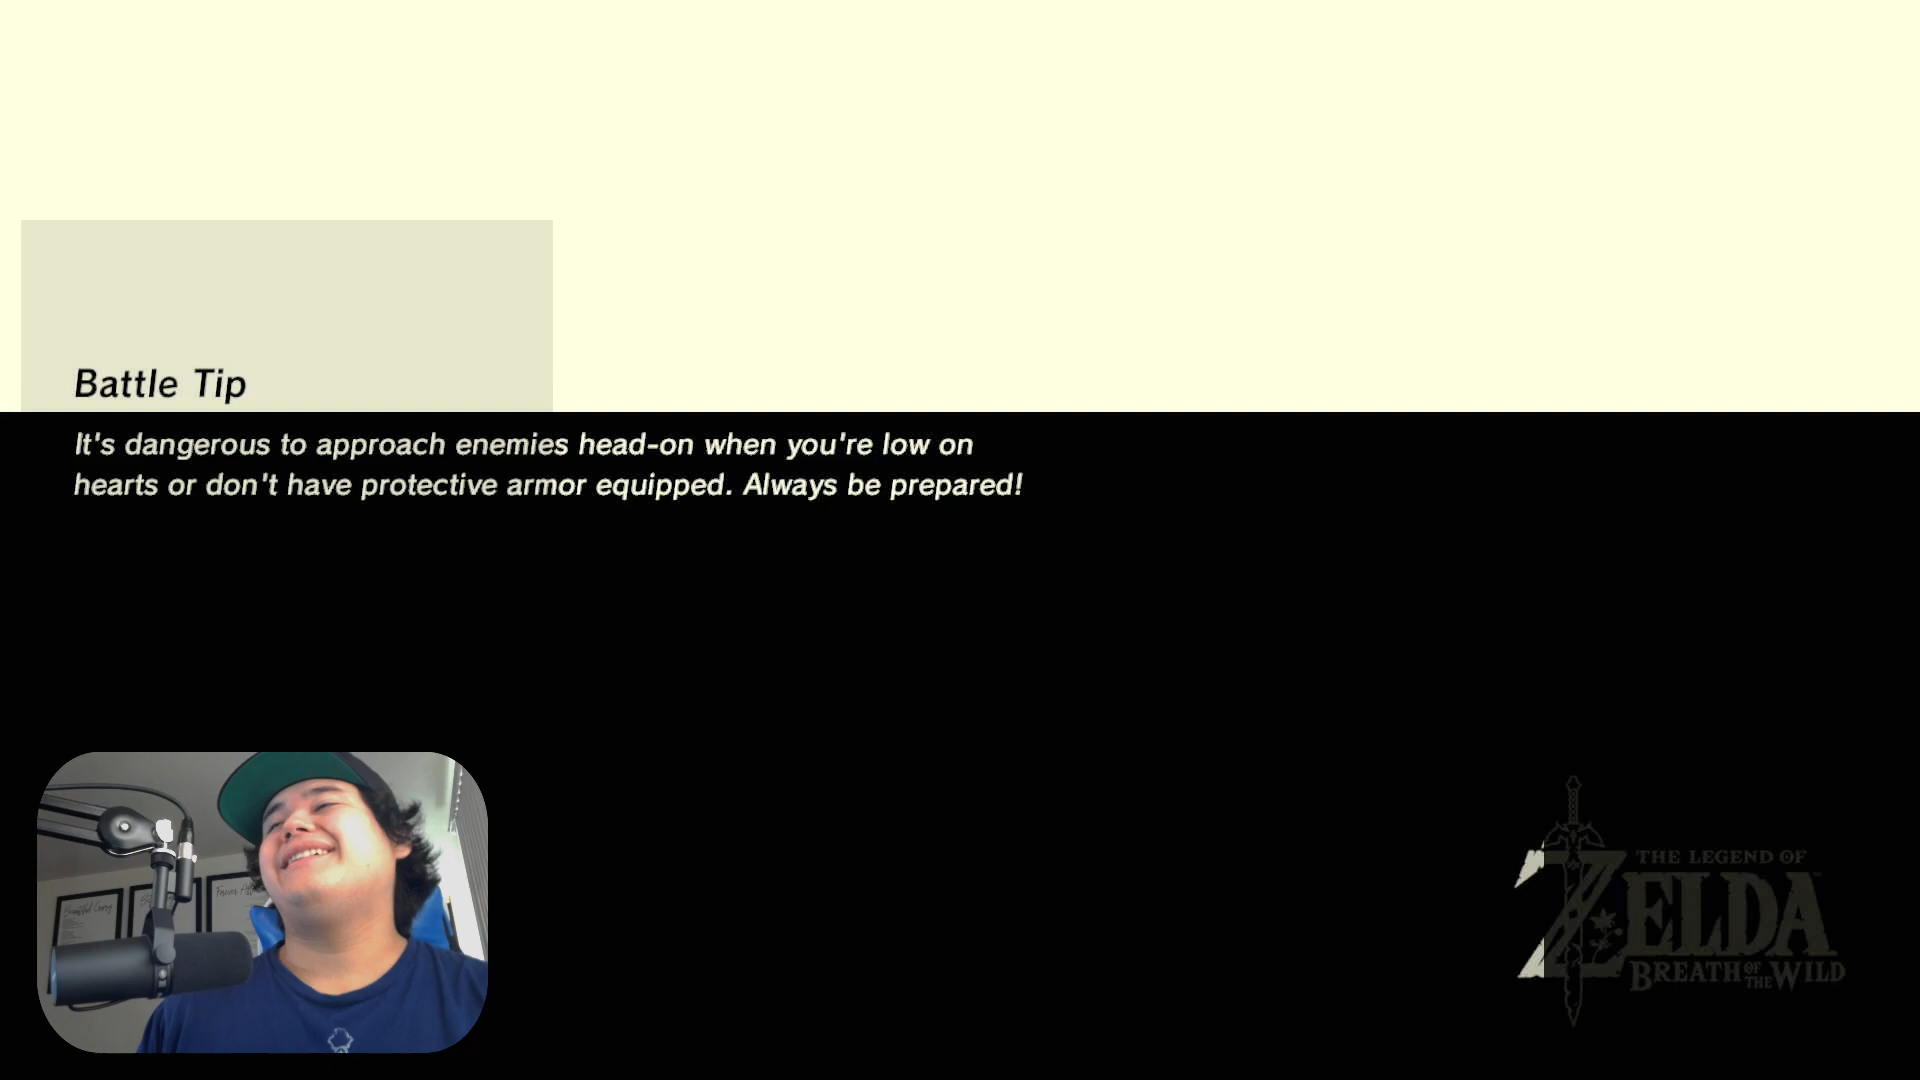 Battle Tip
It's dangerous to approach enemies head-on when you're low on
hearts or don't have protective armor equipped. Always be prepared!
THE LEGEND OF
ZELDA
BREATH OF THE WILD